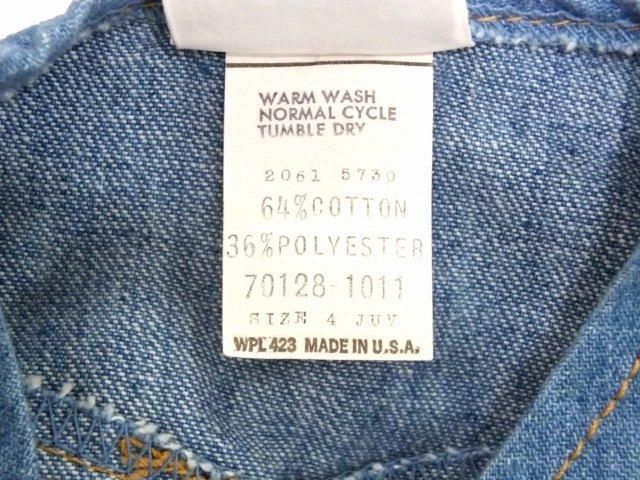 WARM WASH
NORMAL CYCLE
TUMBLE DRY
2061 5730
64%COTTON
36%POLYESTER
70128-1011
SIZE 4 JUV
WPL 423 MADE IN U.S.A.